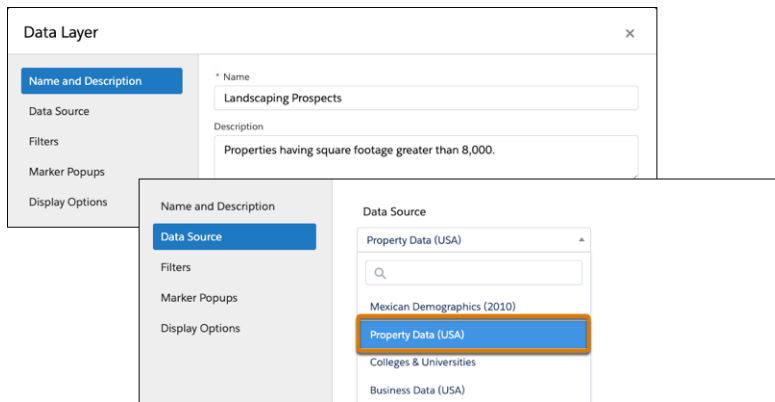 Data Layer
×
Name and Description
Data Source
Filters
Marker Popups
Display Options
* Name
Landscaping Prospects
Description
Properties having square footage greater than 8,000.
Name and Description
Data Source
Filters
Marker Popups
Display Options
Data Source
Property Data (USA)
Mexican Demographics (2010)
Property Data (USA)
Colleges & Universities
Business Data (USA)